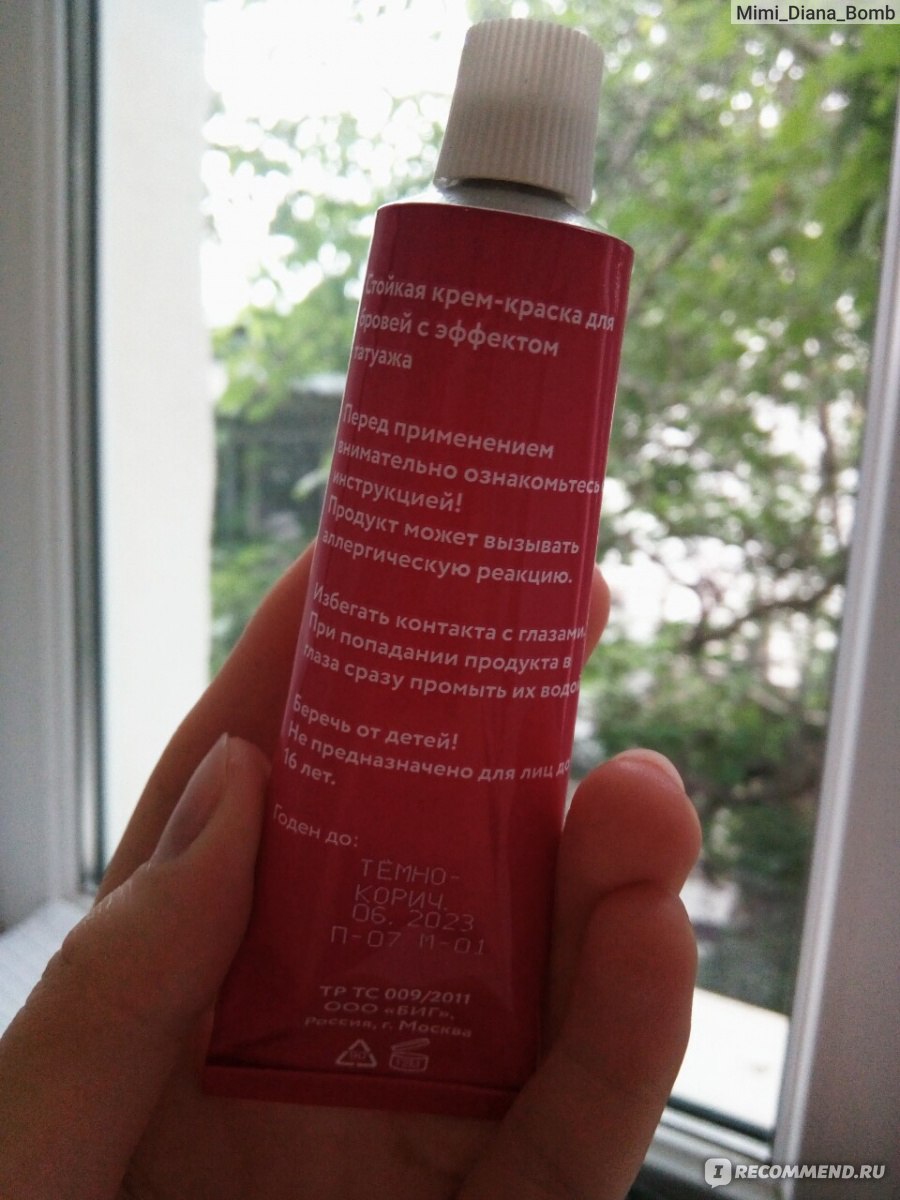 Mimi_Diana_Bomb
Стойкая крем-краска для
бровей с эффектом
татуажа
Перед применением
внимательно ознакомьтесь
инструкцией!
Продукт может вызывать
аллергическую реакцию.
Избегать контакта с глазами.
При попадании продукта в
глаза сразу промыть их водой
Беречь от детей!
Не предназначено для лиц до
16 лет.
Годен до:
ТЕМНО-
КОРИЧ.
06. 2023
П-07 М-01
ТР ТС 009/2011
ООО «БИГ»,
Россия, г. Москва
IRECOMMEND.RU